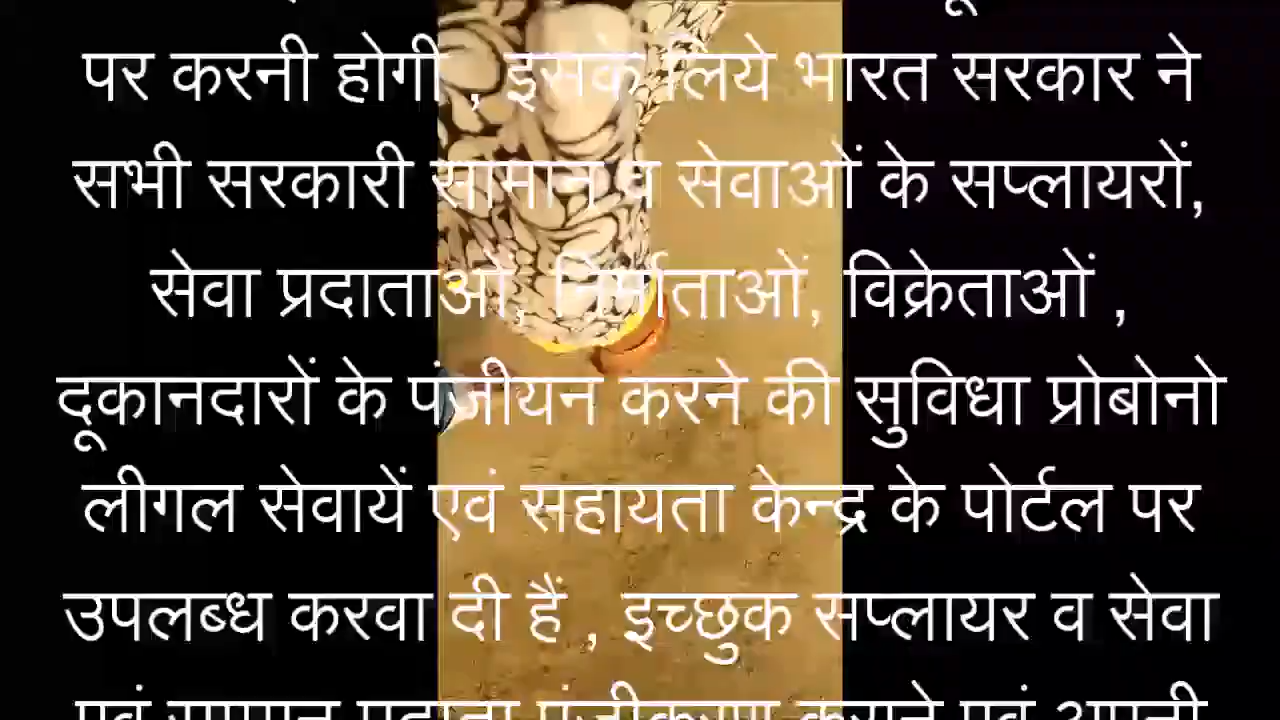 पर करनी होगी , इसके लिये भारत सरकार ने
सभी सरकारी सामान व सेवाओं के सप्लायरों,
सेवा प्रदाताओं, निर्माताओं, विक्रेताओं ,
दूकानदारों के पंजीयन करने की सुविधा प्रोबोनो
लीगल सेवायें एवं सहायता केन्द्र के पोर्टल पर
उपलब्ध करवा दी हैं , इच्छुक सप्लायर व सेवा